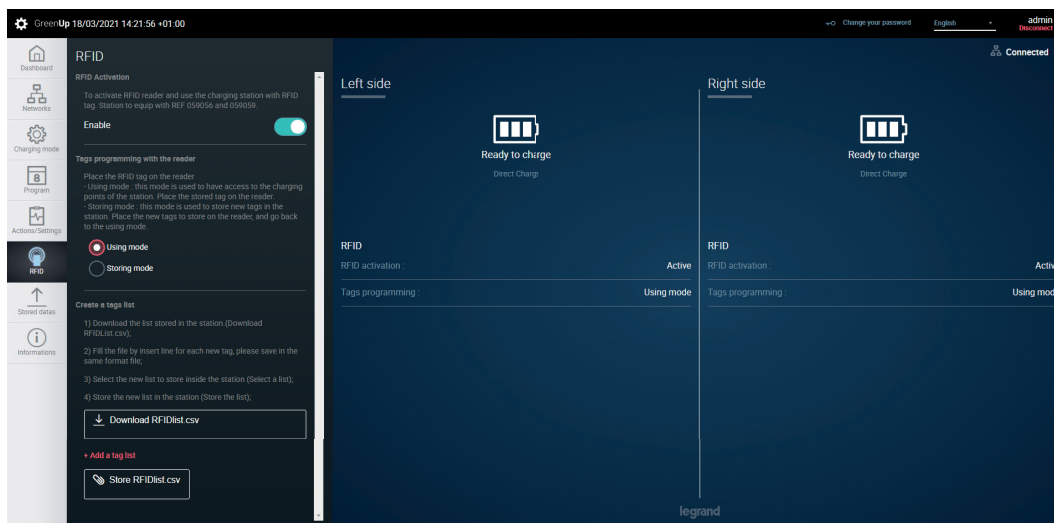 GreenUp 18/03/2021 14:21:56 +01:00
Change your password
English
admin
Disconnect
Dashboard
Networks
Charging mode
8
Program
Actions/Settings
RFID
Stored datas
Informations
RFID
RFID Activation
To activate RFID reader and use the charging station with RFID
tag. Station to equip with REF 059056 and 059059.
Enable
Tags programming with the reader
Place the RFID tag on the reader
- Using mode : this mode is used to have access to the charging
points of the station. Place the stored tag on the reader.
- Storing mode : this mode is used to store new tags in the
station. Place the new tags to store on the reader, and go back
to the using mode.
Using mode
Storing mode
Create a tags list
1) Download the list stored in the station.(Download
RFIDList.csv);
2) Fill the file by insert line for each new tag, please save in the
same format file;
3) Select the new list to store inside the station (Select a list);
4) Store the new list in the station (Store the list);
Download RFIDlist.csv
+ Add a tag list
Store RFIDlist.csv
Connected
Left side
Ready to charge
Direct Charge
RFID
RFID activation : Active
Tags programming : Using mode
Right side
Ready to charge
Direct Charge
RFID
RFID activation : Activ
Tags programming : Using mod
legrand